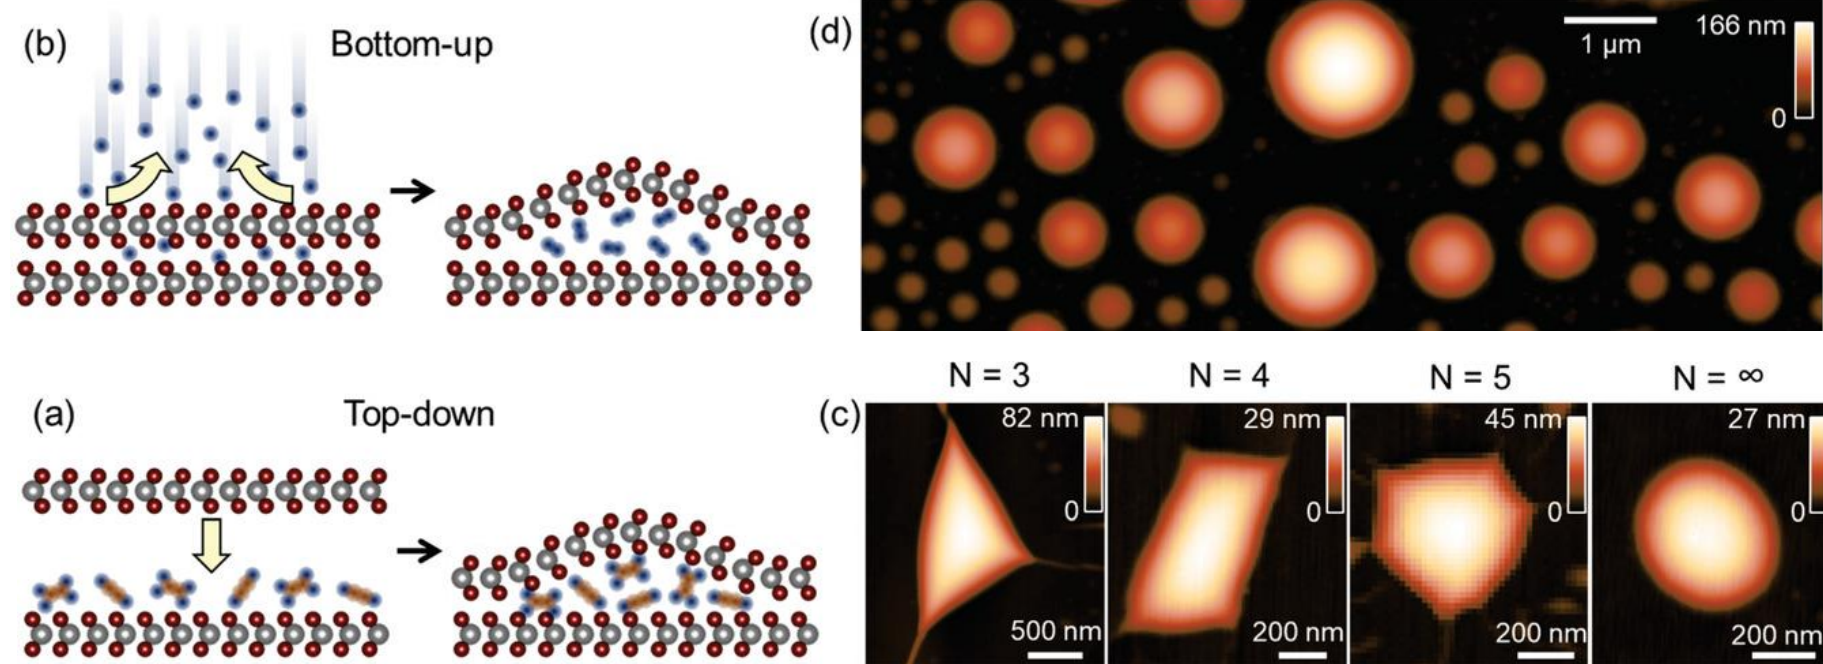 (b)
Bottom-up
(d)
166 nm
1 μm
0
(a)
Top-down
(c)
N = 3
N = 4
N = 5
N = ∞
82 nm
29 nm
45 nm
27 nm
0
0
0
0
500 nm
200 nm
200 nm
200 nm